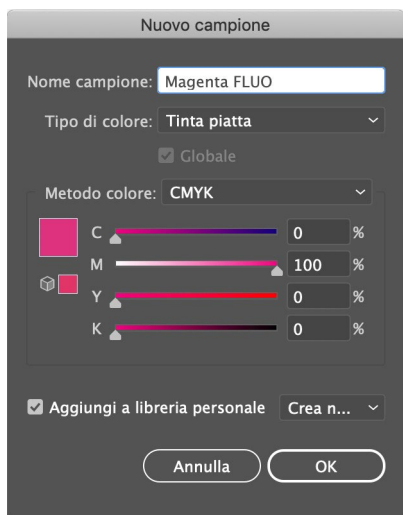 Nuovo campione
Nome campione: Magenta FLUO
Tipo di colore: Tinta piatta
Globale
Metodo colore: CMYK
C 0 %
M 100 %
Y 0 %
K 0 %
Aggiungi a libreria personale Crea n...
Annulla OK